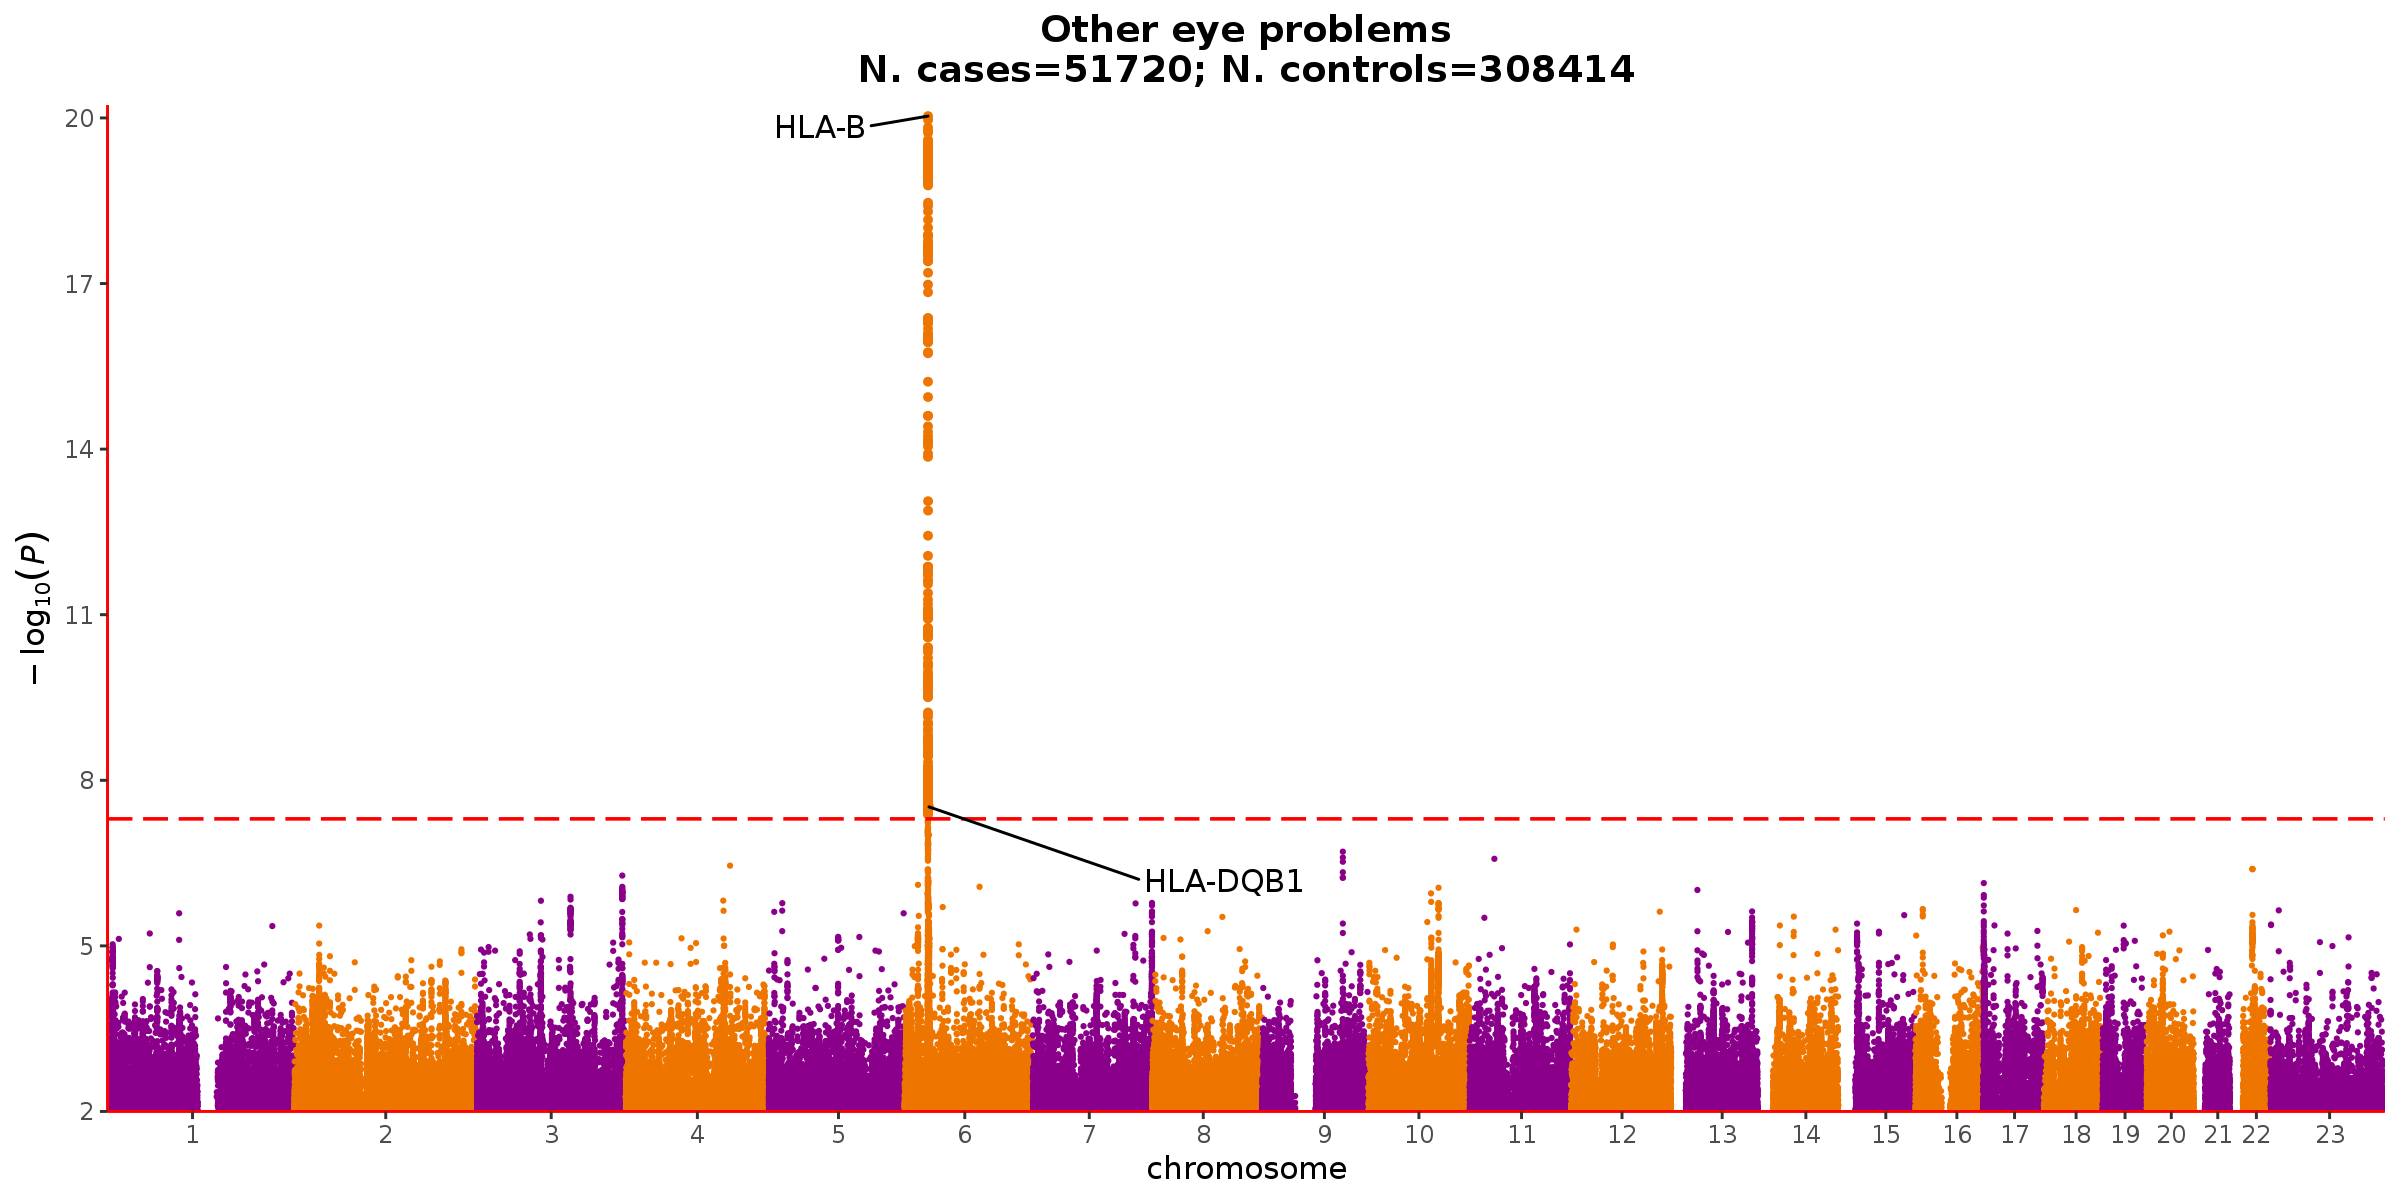 Other eye problems
N. cases=51720; N. controls=308414
HLA-B
HLA-DQB1
20
17
14
11
8
5
2
−log₁₀(P)
1 2 3 4 5 6 7 8 9 10 11 12 13 14 15 16 17 18 19 20 21 22 23
chromosome